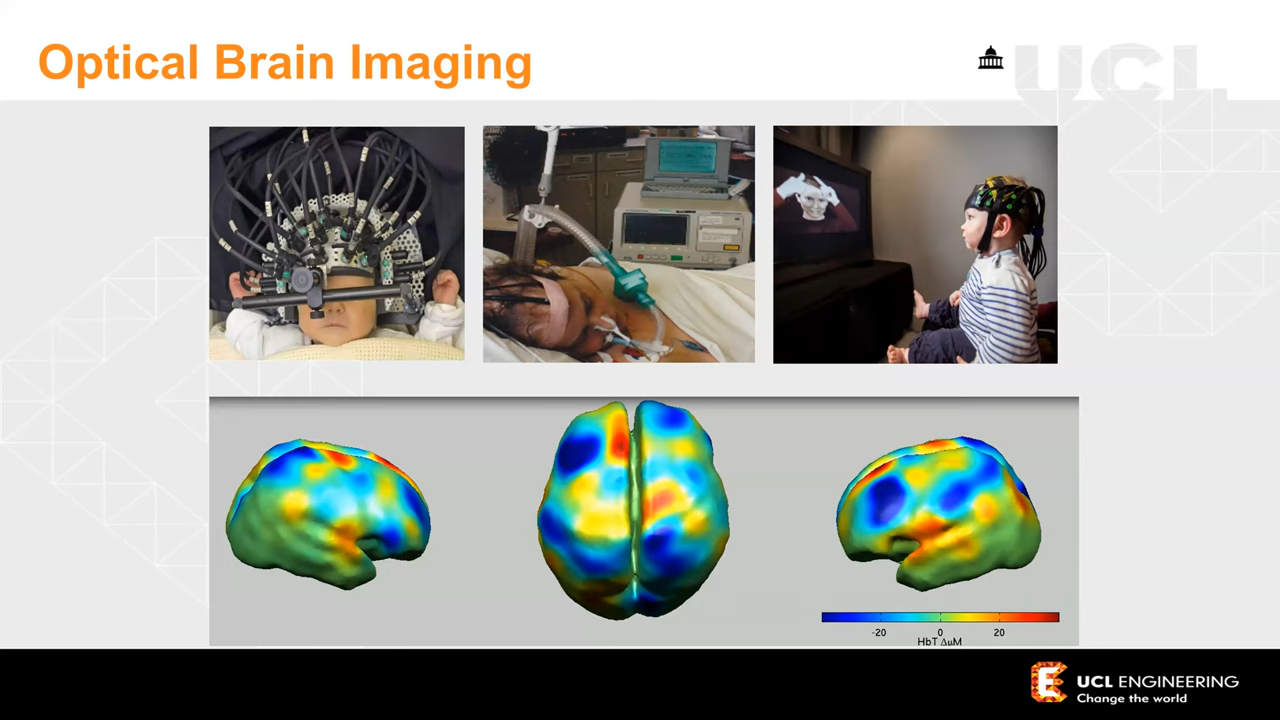 Optical Brain Imaging
UCL
-20 0 20
HbT ΔuM
UCL ENGINEERING
Change the world